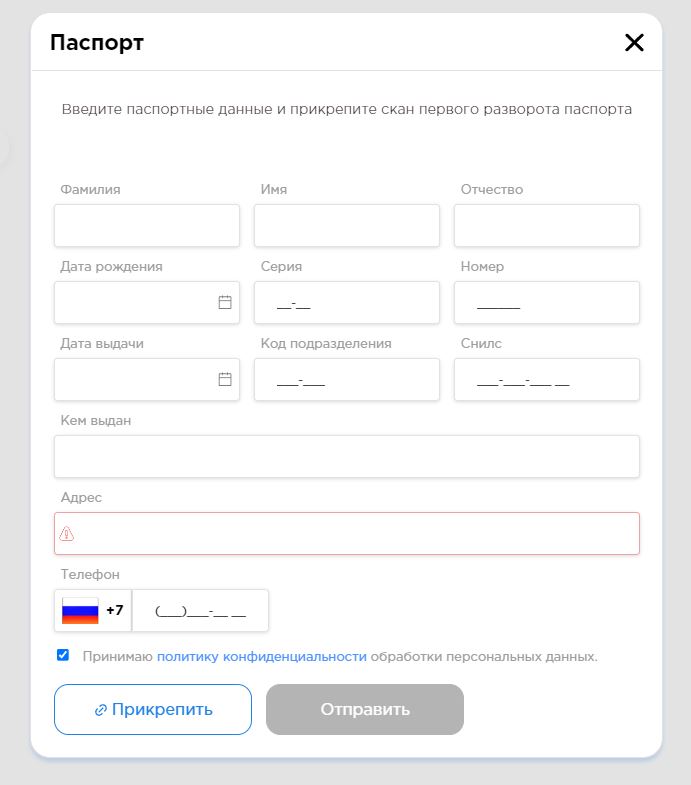 Паспорт
Введите паспортные данные и прикрепите скан первого разворота паспорта
Фамилия Имя Отчество
Дата рождения Серия Номер
__-__ ______
Дата выдачи Код подразделения Снилс
___-___ ___-___-___ __
Кем выдан
Адрес
Телефон
+7 (___)___-__ __
Принимаю политику конфиденциальности обработки персональных данных.
Прикрепить Отправить